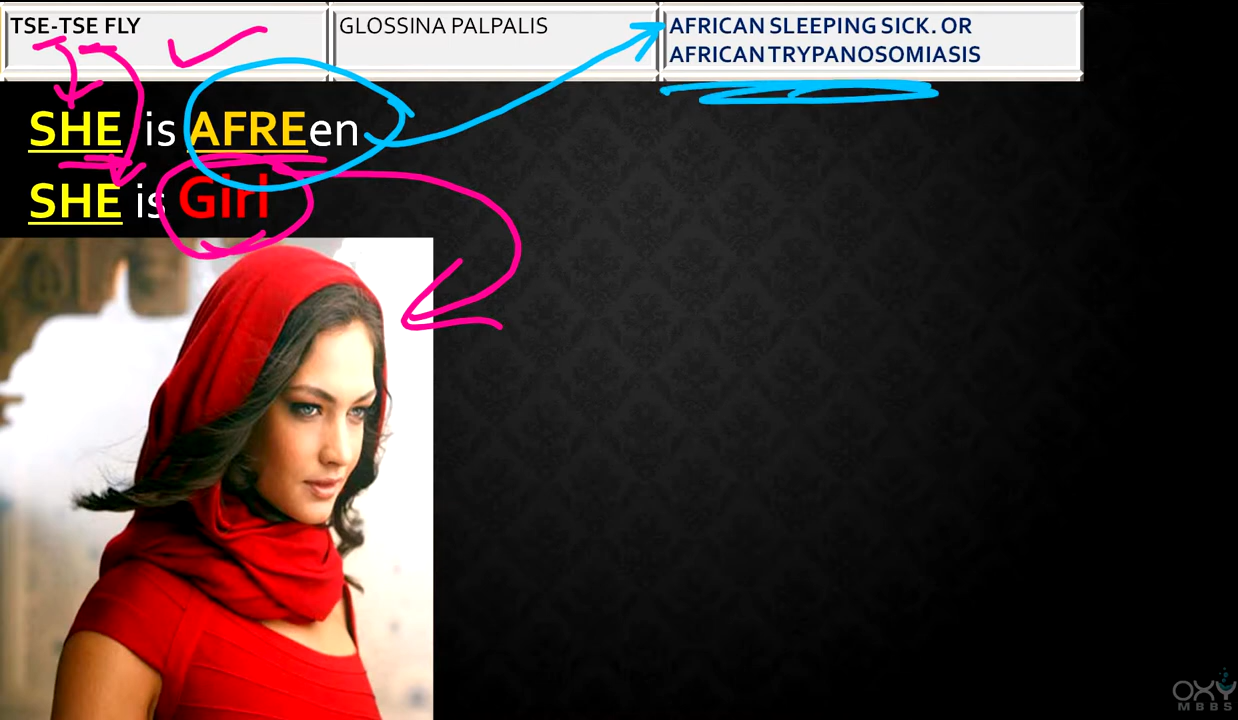 TSE-TSE FLY
GLOSSINA PALPALIS
AFRICAN SLEEPING SICK. OR
AFRICAN TRYPANOSOMIASIS
SHE is AFREen
SHE is Girl
OXY
MBBS